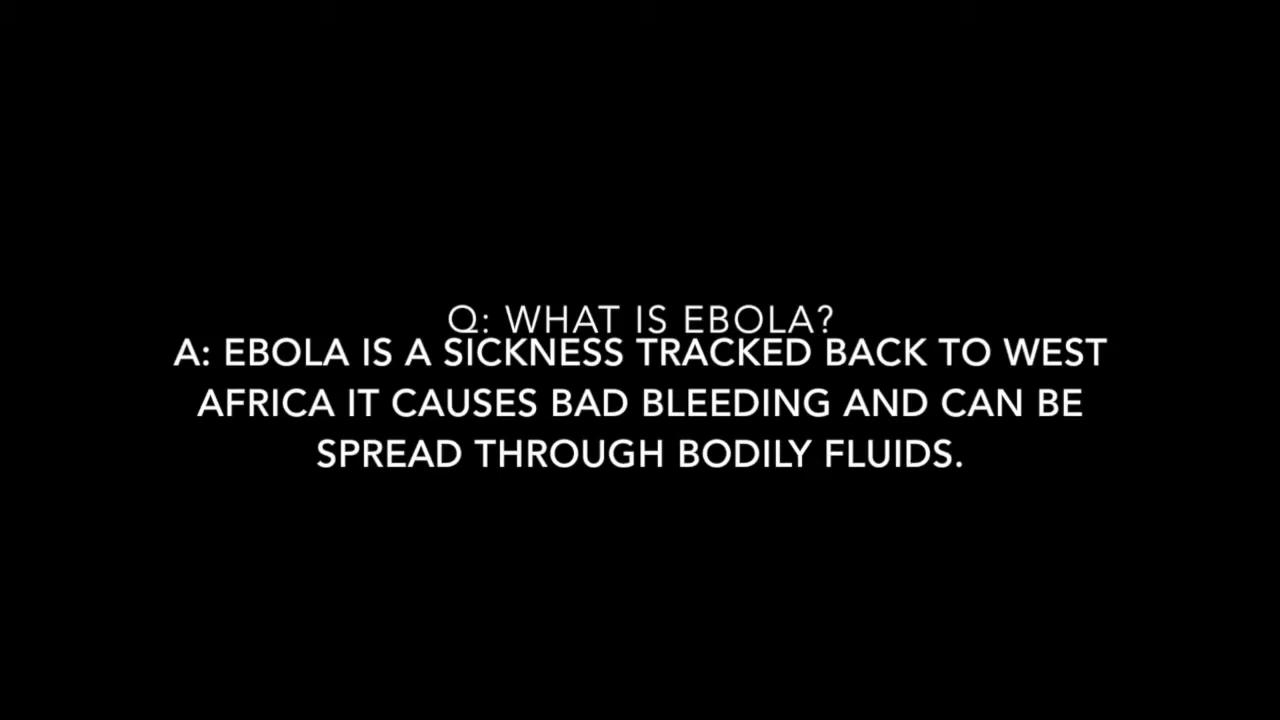 Q: WHAT IS EBOLA?
A: EBOLA IS A SICKNESS TRACKED BACK TO WEST
AFRICA IT CAUSES BAD BLEEDING AND CAN BE
SPREAD THROUGH BODILY FLUIDS.